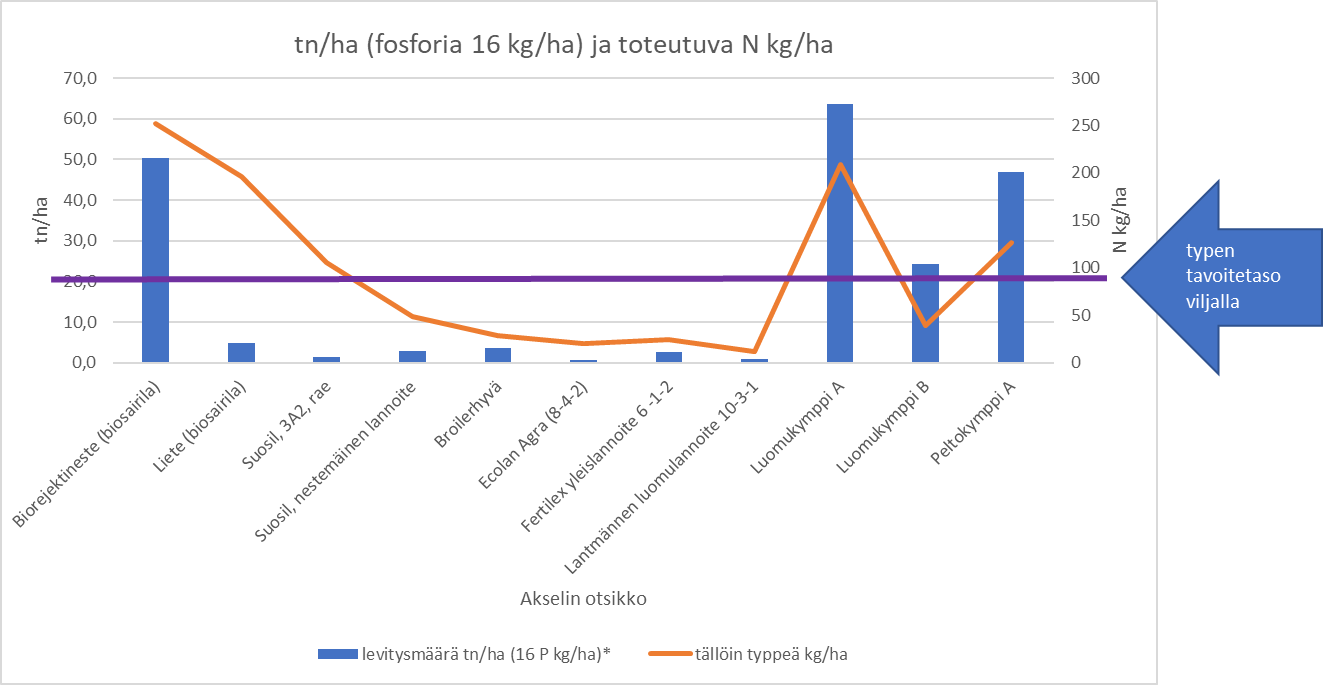 tn/ha (fosforia 16 kg/ha) ja toteutuva N kg/ha
70,0
60,0
50,0
40,0
30,0
20,0
10,0
0,0
tn/ha
300
250
200
150
100
50
0
N kg/ha
typen
tavoitetaso
viljalla
Biorejektineste (biosairila)
Liete (biosairila)
Suosil, 3A2, rae
Suosil, nestemäinen lannoite
Broilerhyvä
Ecolan Agra (8-4-2)
Fertilex yleislannoite 6 -1-2
Lantmännen luomulannoite 10-3-1
Luomukymppi A
Luomukymppi B
Peltokymppi A
Akselin otsikko
levitysmäärä tn/ha (16 P kg/ha)*
tällöin typpeä kg/ha